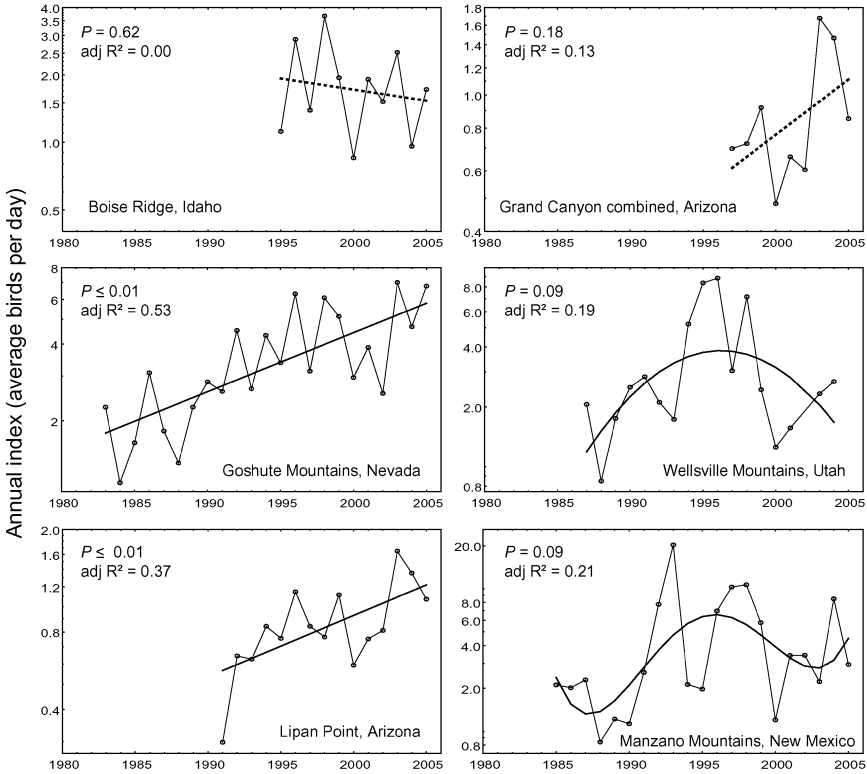 Annual index (average birds per day)
4.0
3.5
3.0
2.5
2.0
1.5
1.0
0.5
P = 0.62
adj R² = 0.00
Boise Ridge, Idaho
1980 1985 1990 1995 2000 2005
1.8
1.6
1.4
1.2
1.0
0.8
0.6
0.4
P = 0.18
adj R² = 0.13
Grand Canyon combined, Arizona
1980 1985 1990 1995 2000 2005
8
6
4
2
P ≤ 0.01
adj R² = 0.53
Goshute Mountains, Nevada
1980 1985 1990 1995 2000 2005
8.0
6.0
4.0
2.0
0.8
P = 0.09
adj R² = 0.19
Wellsville Mountains, Utah
1980 1985 1990 1995 2000 2005
2.0
1.6
1.2
0.8
0.4
P ≤ 0.01
adj R² = 0.37
Lipan Point, Arizona
1980 1985 1990 1995 2000 2005
20.0
8.0
6.0
4.0
2.0
0.8
P = 0.09
adj R² = 0.21
Manzano Mountains, New Mexico
1980 1985 1990 1995 2000 2005